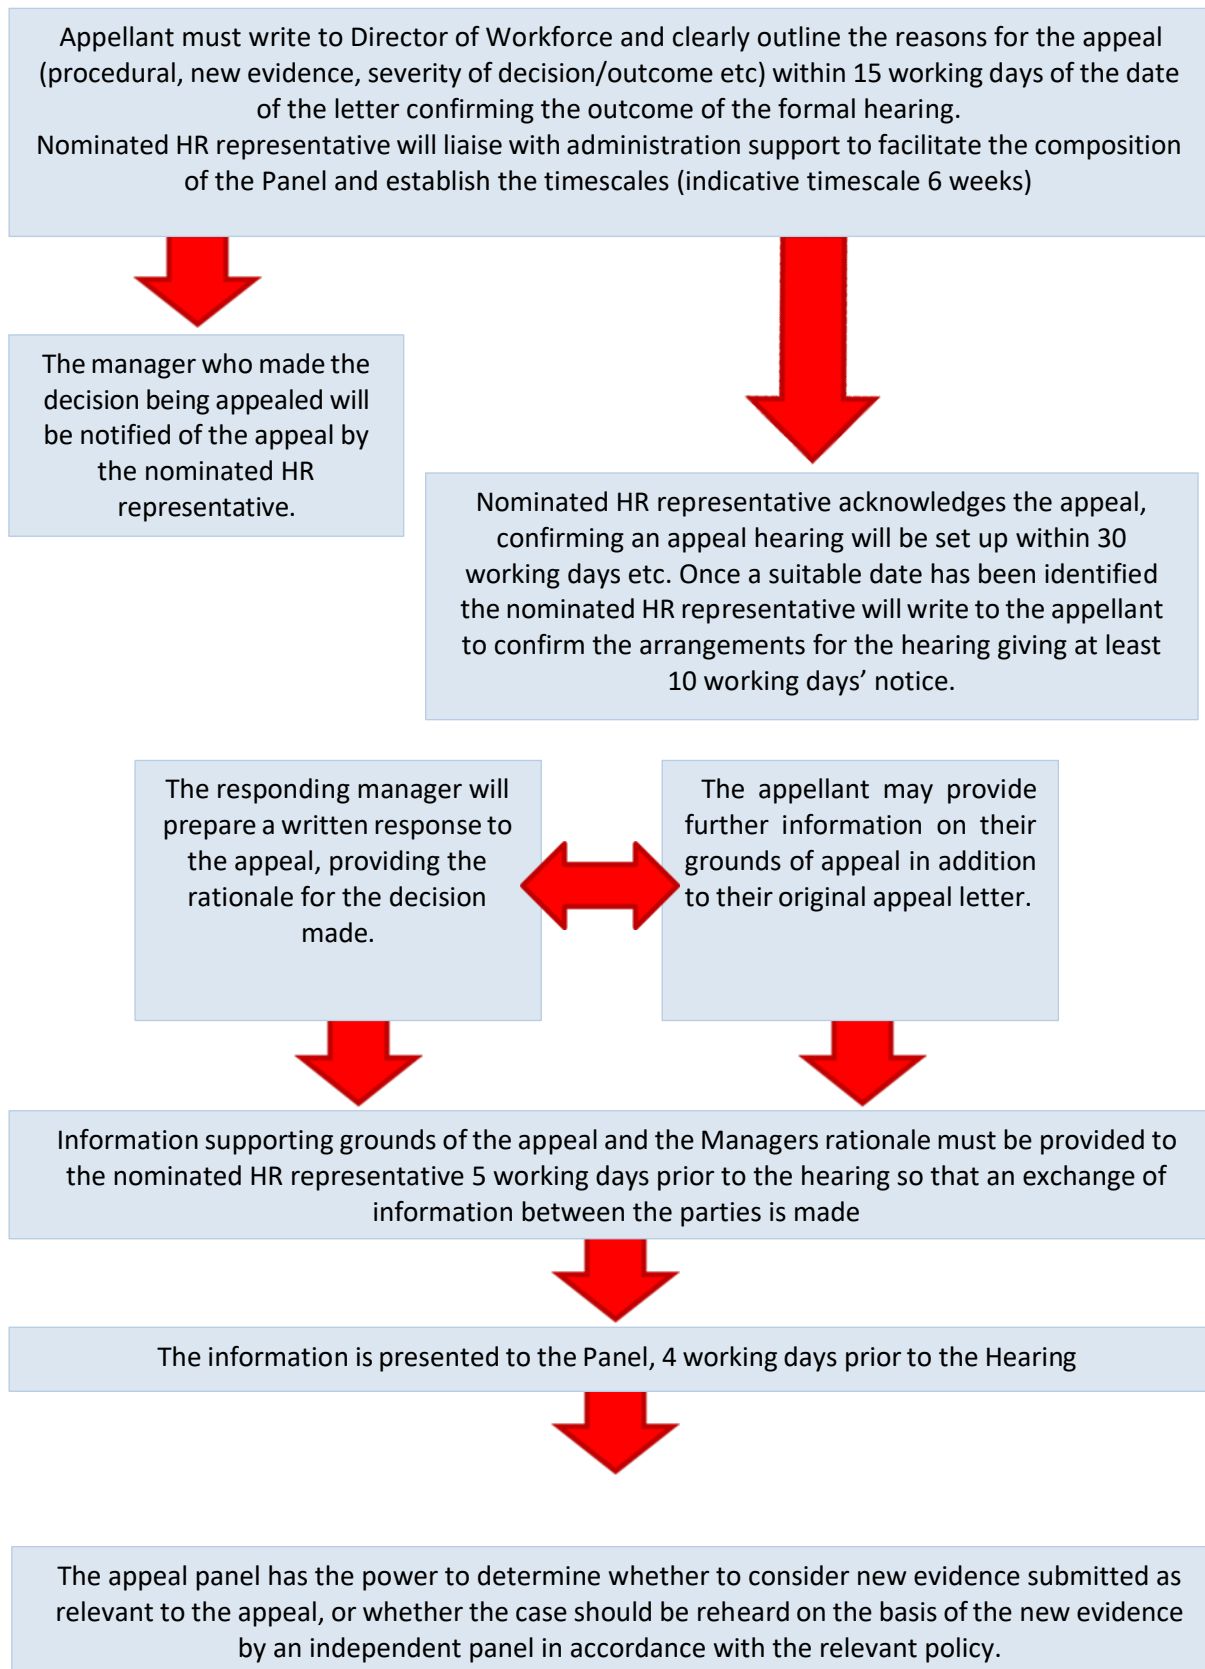 Appellant must write to Director of Workforce and clearly outline the reasons for the appeal
(procedural, new evidence, severity of decision/outcome etc) within 15 working days of the date
of the letter confirming the outcome of the formal hearing.
Nominated HR representative will liaise with administration support to facilitate the composition
of the Panel and establish the timescales (indicative timescale 6 weeks)
The manager who made the
decision being appealed will
be notified of the appeal by
the nominated HR
representative.
Nominated HR representative acknowledges the appeal,
confirming an appeal hearing will be set up within 30
working days etc. Once a suitable date has been identified
the nominated HR representative will write to the appellant
to confirm the arrangements for the hearing giving at least
10 working days’ notice.
The responding manager will
prepare a written response to
the appeal, providing the
rationale for the decision
made.
The appellant may provide
further information on their
grounds of appeal in addition
to their original appeal letter.
Information supporting grounds of the appeal and the Managers rationale must be provided to
the nominated HR representative 5 working days prior to the hearing so that an exchange of
information between the parties is made
The information is presented to the Panel, 4 working days prior to the Hearing
The appeal panel has the power to determine whether to consider new evidence submitted as
relevant to the appeal, or whether the case should be reheard on the basis of the new evidence
by an independent panel in accordance with the relevant policy.